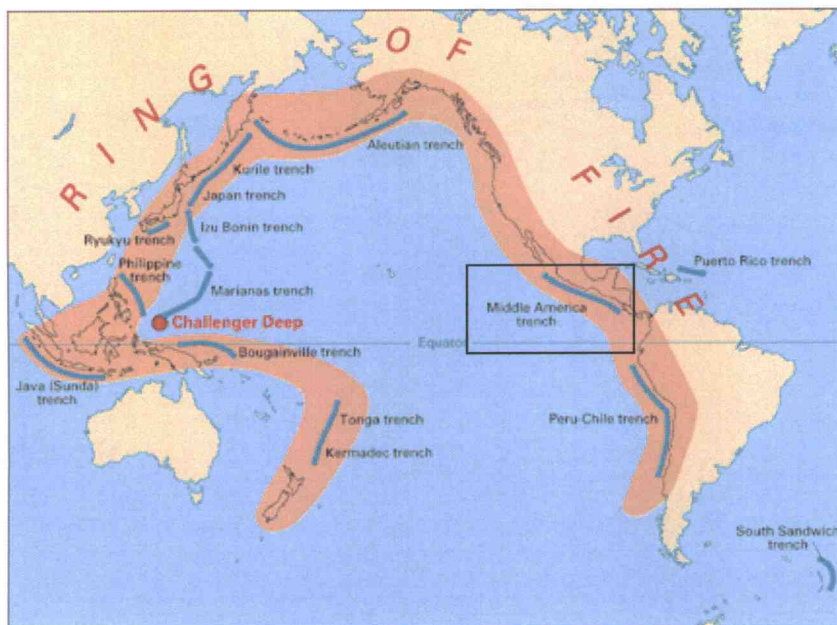 RING OF FIRE
Aleutian trench
Kurile trench
Japan trench
Izu Bonin trench
Ryukyu trench
Philippine
trench
Marianas trench
Challenger Deep
Puerto Rico trench
Middle America
trench
Equator
Bougainville trench
Java (Sunda)
trench
Tonga trench
Kermadec trench
Peru-Chile trench
South Sandwich
trench